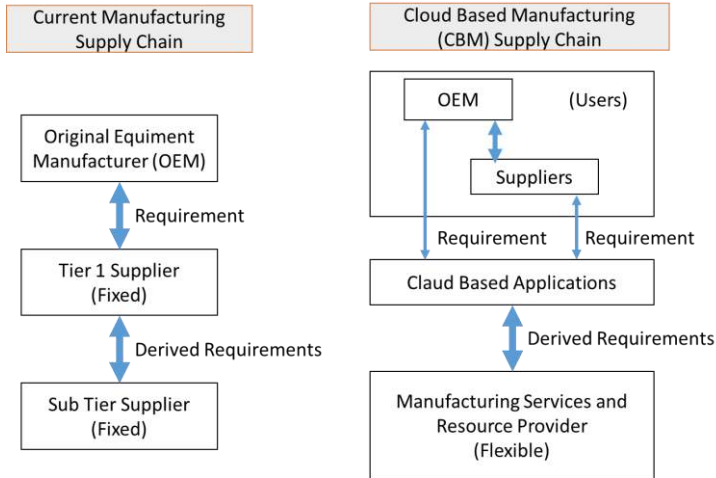 Current Manufacturing
Supply Chain
Original Equiment
Manufacturer (OEM)
Requirement
Tier 1 Supplier
(Fixed)
Derived Requirements
Sub Tier Supplier
(Fixed)
Cloud Based Manufacturing
(CBM) Supply Chain
OEM
(Users)
Suppliers
Requirement
Requirement
Claud Based Applications
Derived Requirements
Manufacturing Services and
Resource Provider
(Flexible)